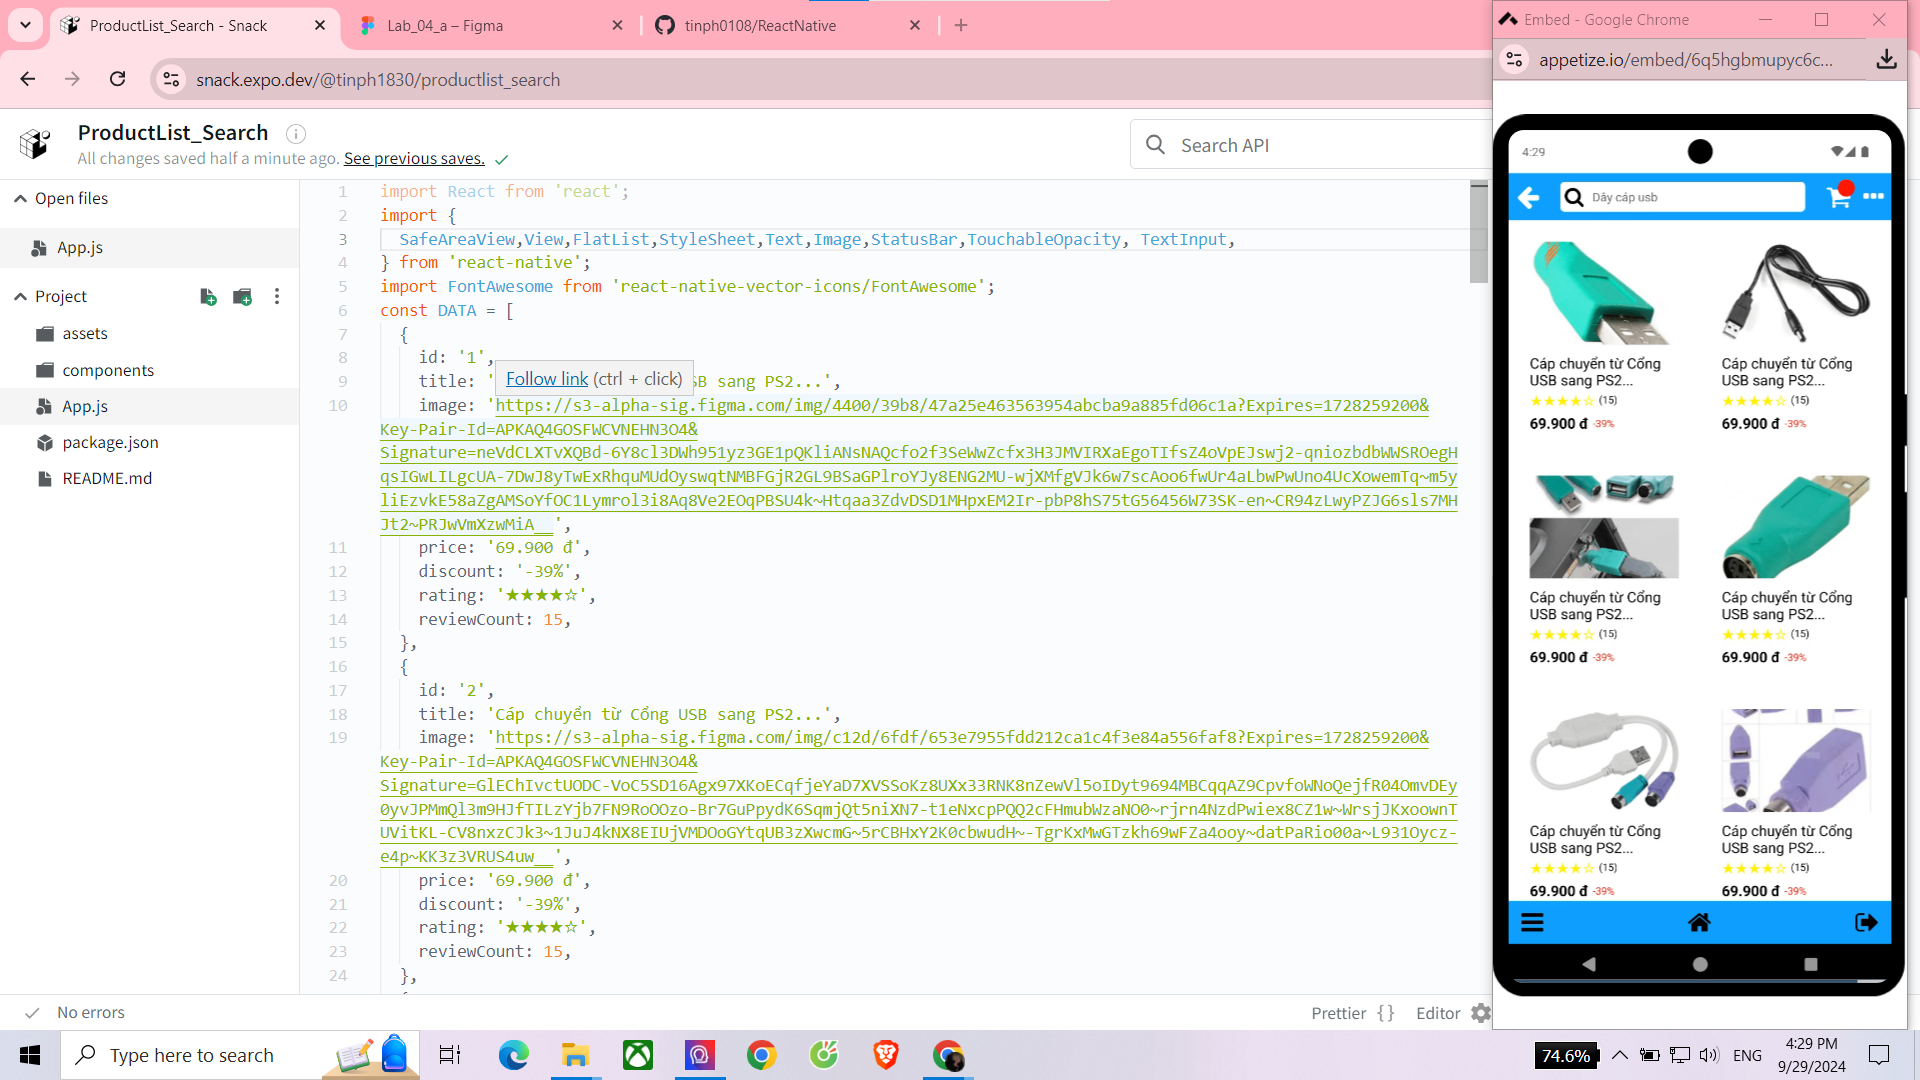 ProductList_Search - Snack
Lab_04_a – Figma
tinph0108/ReactNative
snack.expo.dev/@tinph1830/productlist_search
ProductList_Search
All changes saved half a minute ago. See previous saves.
Search API
Open files
App.js
Project
assets
components
App.js
package.json
README.md
1 import React from 'react';
2 import {
3 SafeAreaView,View,FlatList,StyleSheet,Text,Image,StatusBar,TouchableOpacity, TextInput,
4 } from 'react-native';
5 import FontAwesome from 'react-native-vector-icons/FontAwesome';
6 const DATA = [
7 {
8 id: '1',
Follow link (ctrl + click)
9 title: ' SB sang PS2...',
10 image: 'https://s3-alpha-sig.figma.com/img/4400/39b8/47a25e463563954abcba9a885fd06c1a?Expires=1728259200&
Key-Pair-Id=APKAQ4GOSFWCVNEHN3O4&
Signature=neVdCLXTvXQBd-6Y8cl3DWh951yz3GE1pQKliANsNAQcfo2f3SeWwZcfx3H3JMVIRXaEgoTIfsZ4oVpEJswj2-qniozbdbWWSROegH
qsIGwLILgcUA-7DwJ8yTwExRhquMUdOyswqtNMBFGjR2GL9BSaGPlroYJy8ENG2MU-wjXMfgVJk6w7scAoo6fwUr4aLbwPwUno4UcXowemTq~m5y
liEzvkE58aZgAMSoYfOC1Lymrol3i8Aq8Ve2EOqPBSU4k~Htqaa3ZdvDSD1MHpxEM2Ir-pbP8hS75tG56456W73SK-en~CR94zLwyPZJG6sls7MH
Jt2~PRJwVmXzwMiA__',
11 price: '69.900 đ',
12 discount: '-39%',
13 rating: '★★★★☆',
14 reviewCount: 15,
15 },
16 {
17 id: '2',
18 title: 'Cáp chuyển từ Cổng USB sang PS2...',
19 image: 'https://s3-alpha-sig.figma.com/img/c12d/6fdf/653e7955fdd212ca1c4f3e84a556faf8?Expires=1728259200&
Key-Pair-Id=APKAQ4GOSFWCVNEHN3O4&
Signature=GlEChIvctUODC-VoC5SD16Agx97XKoECqfjeYaD7XVSSoKz8UXx33RNK8nZewVl5oIDyt9694MBCqqAZ9CpvfoWNoQejfR04OmvDEy
0yvJPMmQl3m9HJfTILzYjb7FN9RoOOzo-Br7GuPpydK6SqmjQt5niXN7-t1eNxcpPQQ2cFHmubWzaNO0~rjrn4NzdPwiex8CZ1w~WrsjJKxoownT
UVitKL-CV8nxzCJk3~1JuJ4kNX8EIUjVMDOoGYtqUB3zXwcmG~5rCBHxY2K0cbwudH~-TgrKxMwGTzkh69wFZa4ooy~datPaRio00a~L931Oycz-
e4p~KK3z3VRUS4uw__',
20 price: '69.900 đ',
21 discount: '-39%',
22 rating: '★★★★☆',
23 reviewCount: 15,
24 },
No errors
Prettier {} Editor
Embed - Google Chrome
appetize.io/embed/6q5hgbmupyc6c...
4:29
Dây cáp usb
Cáp chuyển từ Cổng
USB sang PS2...
★★★★☆ (15)
69.900 đ -39%
Cáp chuyển từ Cổng
USB sang PS2...
★★★★☆ (15)
69.900 đ -39%
Cáp chuyển từ Cổng
USB sang PS2...
★★★★☆ (15)
69.900 đ -39%
Cáp chuyển từ Cổng
USB sang PS2...
★★★★☆ (15)
69.900 đ -39%
Cáp chuyển từ Cổng
USB sang PS2...
★★★★☆ (15)
69.900 đ -39%
Cáp chuyển từ Cổng
USB sang PS2...
★★★★☆ (15)
69.900 đ -39%
Type here to search
74.6%
ENG
4:29 PM
9/29/2024